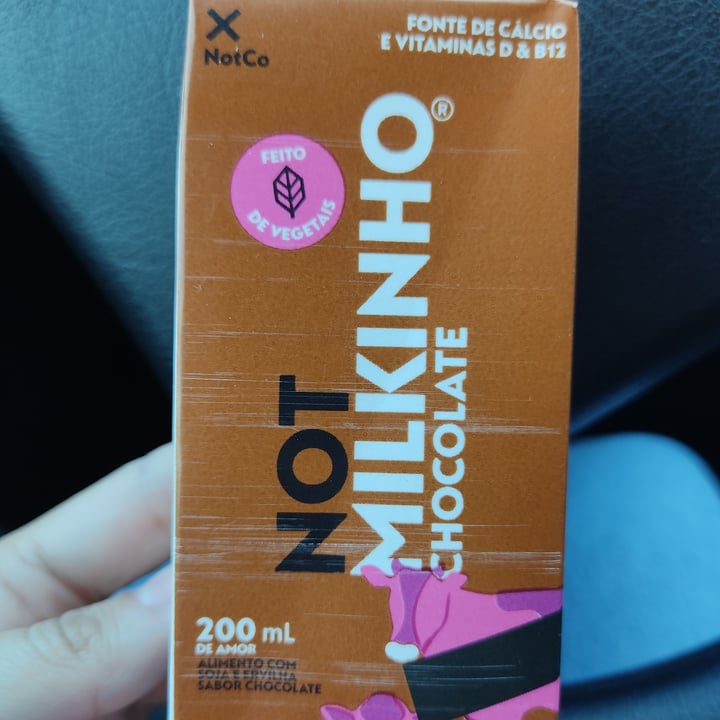 NotCo
FONTE DE CÁLCIO
E VITAMINAS D & B12
FEITO
DE VEGETAIS
NOT
MILKINHO®
CHOCOLATE
200 mL
DE AMOR
ALIMENTO COM
SOJA E ERVILHA
SABOR CHOCOLATE